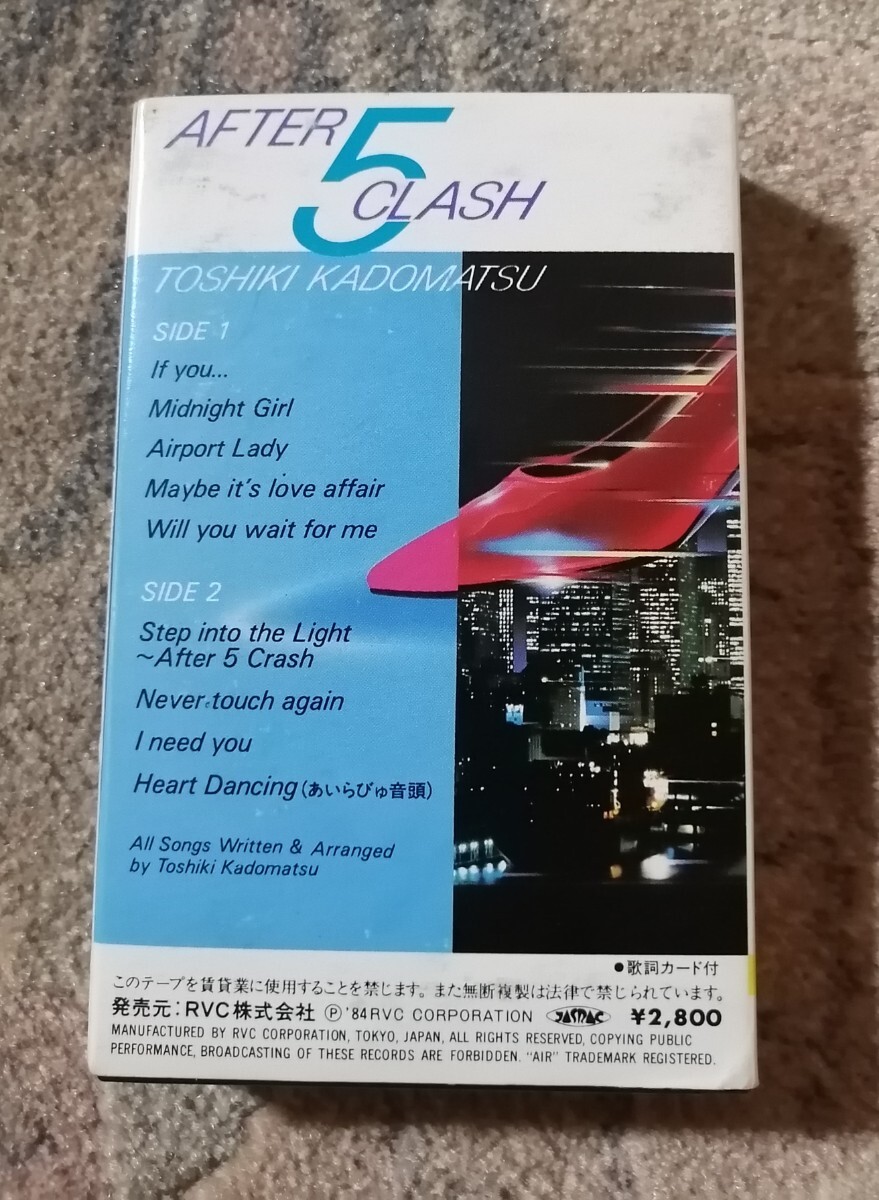 AFTER
5
CLASH
TOSHIKI KADOMATSU
SIDE 1
If you...
Midnight Girl
Airport Lady
Maybe it's love affair
Will you wait for me
SIDE 2
Step into the Light
~After 5 Crash
Never touch again
I need you
Heart Dancing (あいらびゅ音頭)
All Songs Written & Arranged
by Toshiki Kadomatsu
●歌詞カード付
このテープを賃貸業に使用することを禁じます。また無断複製は法律で禁じられています。
発売元:RVC株式会社 Ⓟ'84 RVC CORPORATION JASRAC ¥2,800
MANUFACTURED BY RVC CORPORATION, TOKYO, JAPAN, ALL RIGHTS RESERVED, COPYING PUBLIC
PERFORMANCE, BROADCASTING OF THESE RECORDS ARE FORBIDDEN. "AIR" TRADEMARK REGISTERED.